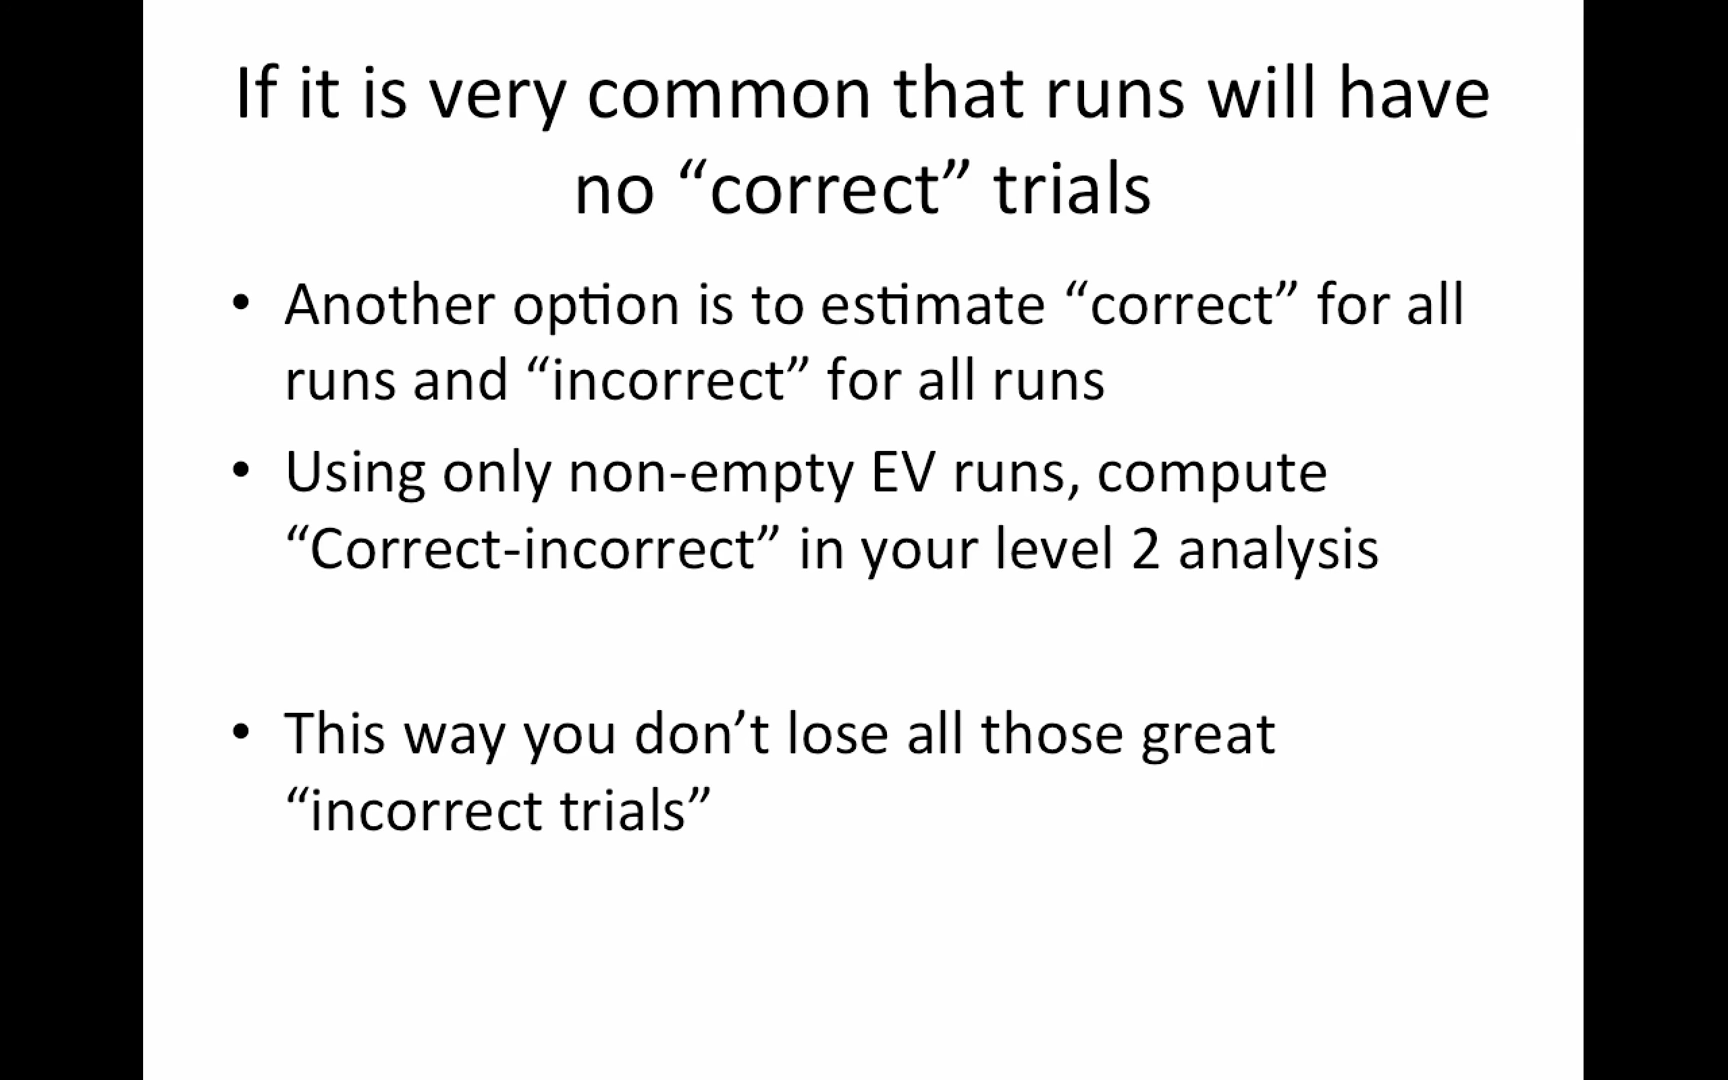 If it is very common that runs will have
no “correct” trials
• Another option is to estimate “correct” for all
runs and “incorrect” for all runs
• Using only non-empty EV runs, compute
“Correct-incorrect” in your level 2 analysis
• This way you don’t lose all those great
“incorrect trials”